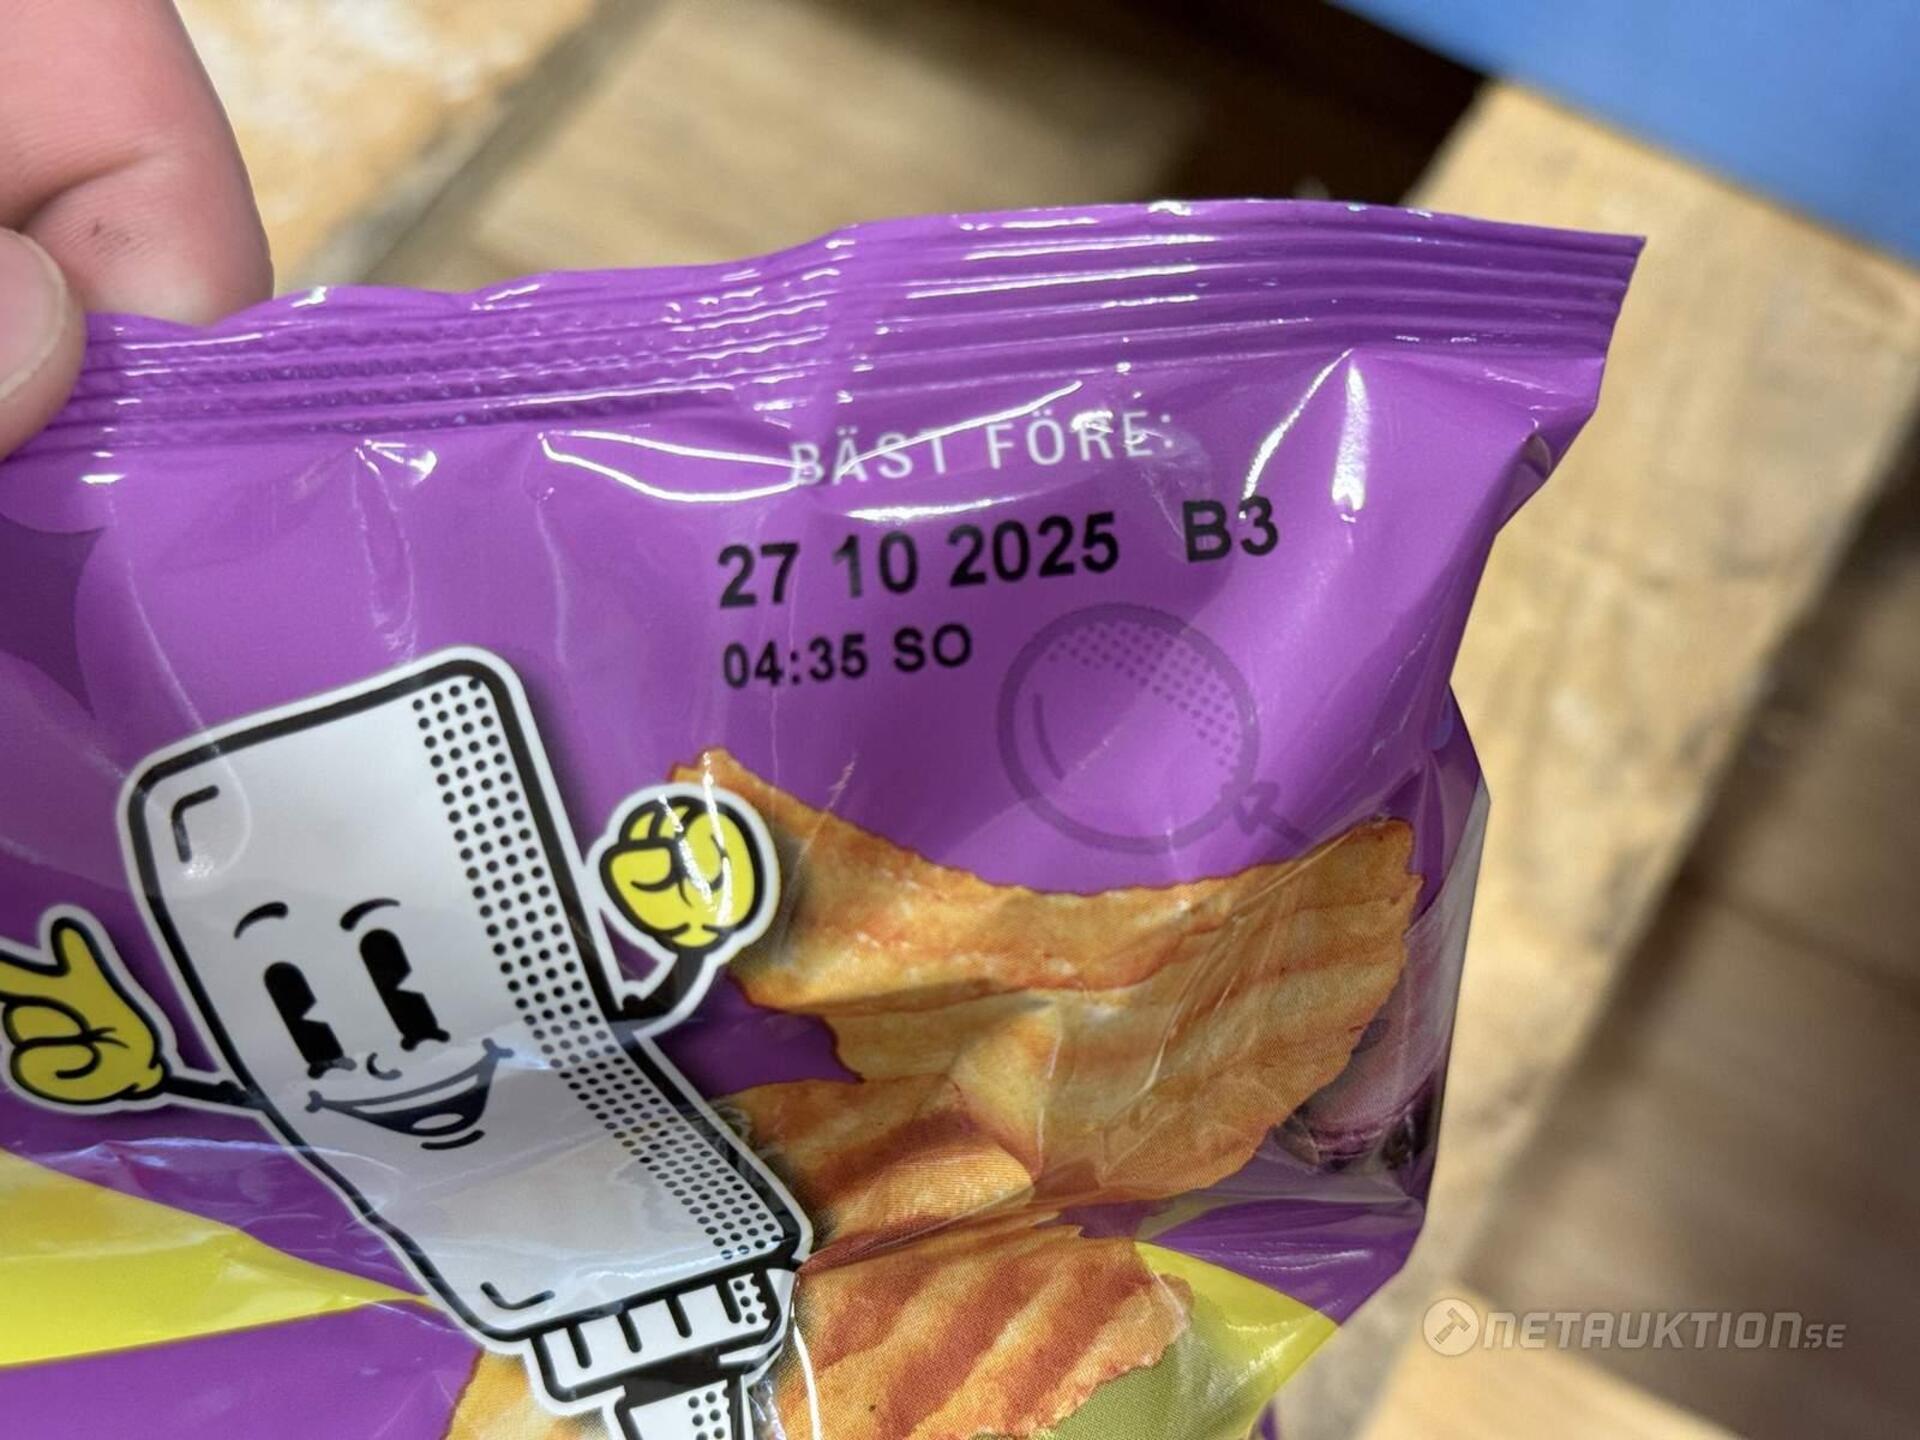 BÄST FÖRE:
27 10 2025 B3
04:35 SO
NETAUKTION.SE